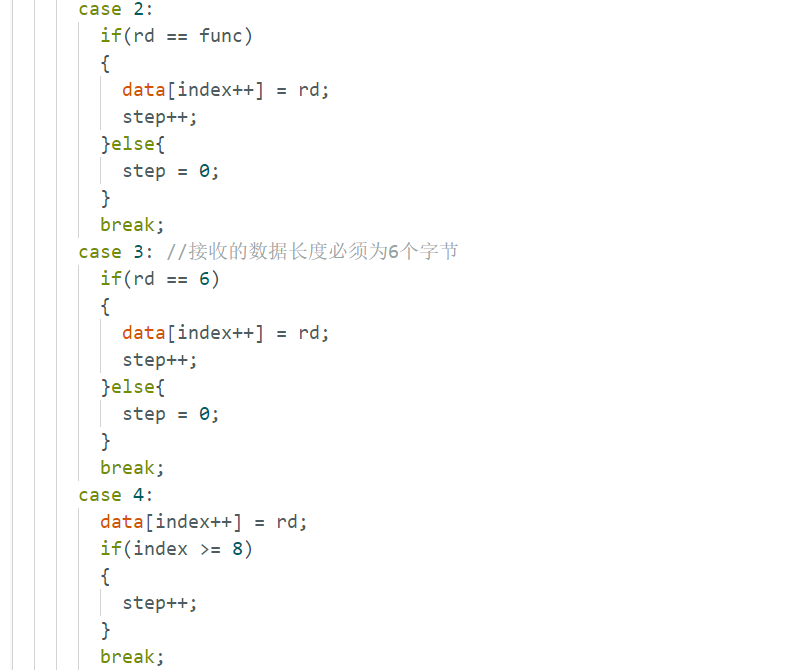 case 2:
if(rd == func)
{
data[index++] = rd;
step++;
}else{
step = 0;
}
break;
case 3: //接收的数据长度必须为6个字节
if(rd == 6)
{
data[index++] = rd;
step++;
}else{
step = 0;
}
break;
case 4:
data[index++] = rd;
if(index >= 8)
{
step++;
}
break;